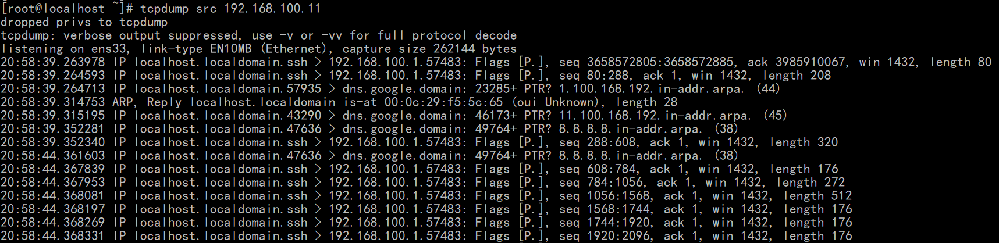 [root@localhost ~]# tcpdump src 192.168.100.11
dropped privs to tcpdump
tcpdump: verbose output suppressed, use -v or -vv for full protocol decode
listening on ens33, link-type EN10MB (Ethernet), capture size 262144 bytes
20:58:39.263978 IP localhost.localdomain.ssh > 192.168.100.1.57483: Flags [P.], seq 3658572805:3658572885, ack 3985910067, win 1432, length 80
20:58:39.264593 IP localhost.localdomain.ssh > 192.168.100.1.57483: Flags [P.], seq 80:288, ack 1, win 1432, length 208
20:58:39.264713 IP localhost.localdomain.57935 > dns.google.domain: 23285+ PTR? 1.100.168.192.in-addr.arpa. (44)
20:58:39.314753 ARP, Reply localhost.localdomain is-at 00:0c:29:f5:5c:65 (oui Unknown), length 28
20:58:39.315195 IP localhost.localdomain.43290 > dns.google.domain: 46173+ PTR? 11.100.168.192.in-addr.arpa. (45)
20:58:39.352281 IP localhost.localdomain.47636 > dns.google.domain: 49764+ PTR? 8.8.8.8.in-addr.arpa. (38)
20:58:39.352340 IP localhost.localdomain.ssh > 192.168.100.1.57483: Flags [P.], seq 288:608, ack 1, win 1432, length 320
20:58:44.361603 IP localhost.localdomain.47636 > dns.google.domain: 49764+ PTR? 8.8.8.8.in-addr.arpa. (38)
20:58:44.367839 IP localhost.localdomain.ssh > 192.168.100.1.57483: Flags [P.], seq 608:784, ack 1, win 1432, length 176
20:58:44.367953 IP localhost.localdomain.ssh > 192.168.100.1.57483: Flags [P.], seq 784:1056, ack 1, win 1432, length 272
20:58:44.368081 IP localhost.localdomain.ssh > 192.168.100.1.57483: Flags [P.], seq 1056:1568, ack 1, win 1432, length 512
20:58:44.368197 IP localhost.localdomain.ssh > 192.168.100.1.57483: Flags [P.], seq 1568:1744, ack 1, win 1432, length 176
20:58:44.368269 IP localhost.localdomain.ssh > 192.168.100.1.57483: Flags [P.], seq 1744:1920, ack 1, win 1432, length 176
20:58:44.368331 IP localhost.localdomain.ssh > 192.168.100.1.57483: Flags [P.], seq 1920:2096, ack 1, win 1432, length 176